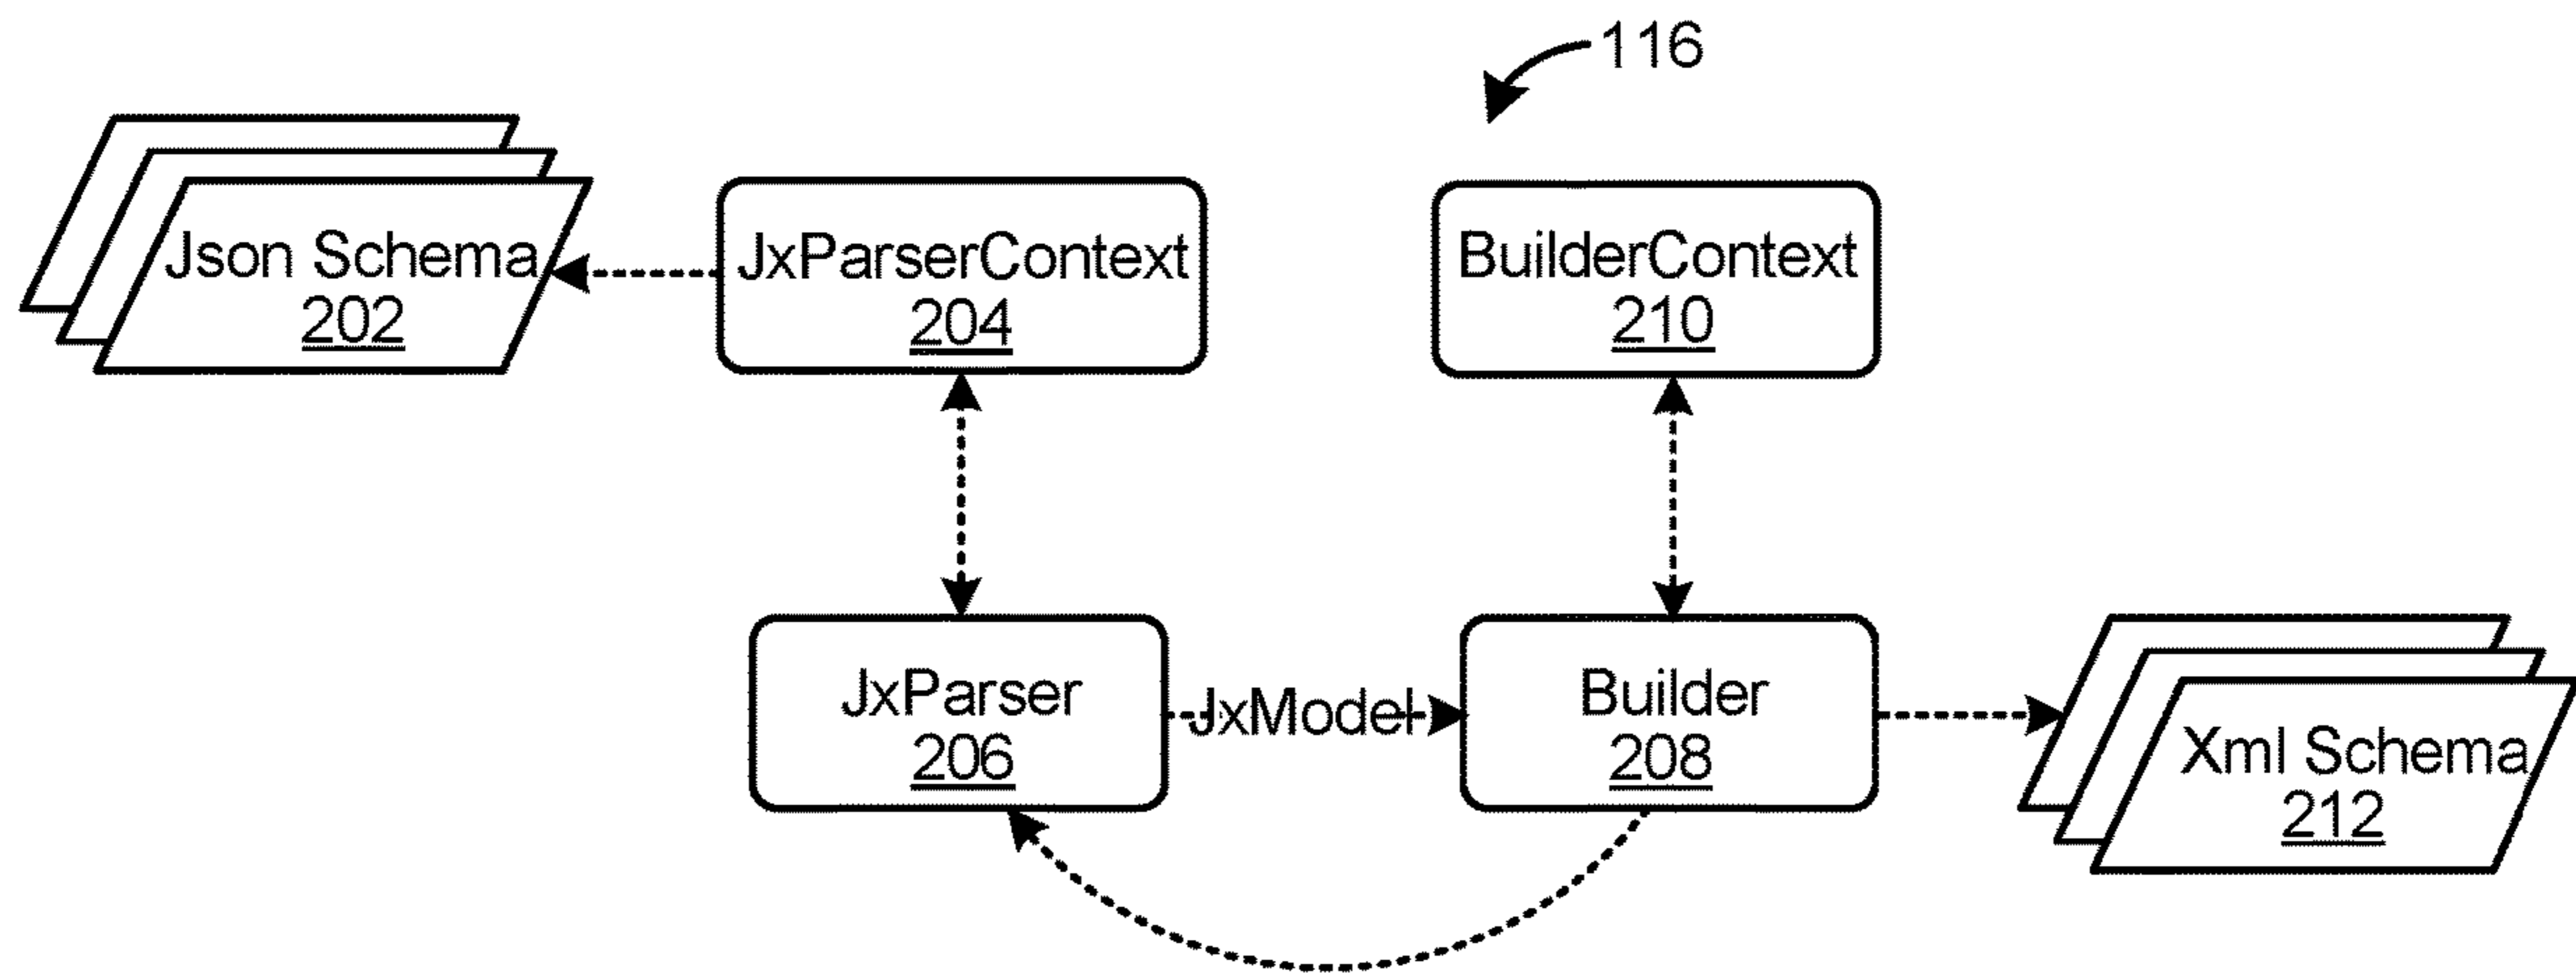 116
Json Schema
202
JxParserContext
204
BuilderContext
210
JxParser
206
JxModel
Builder
208
Xml Schema
212